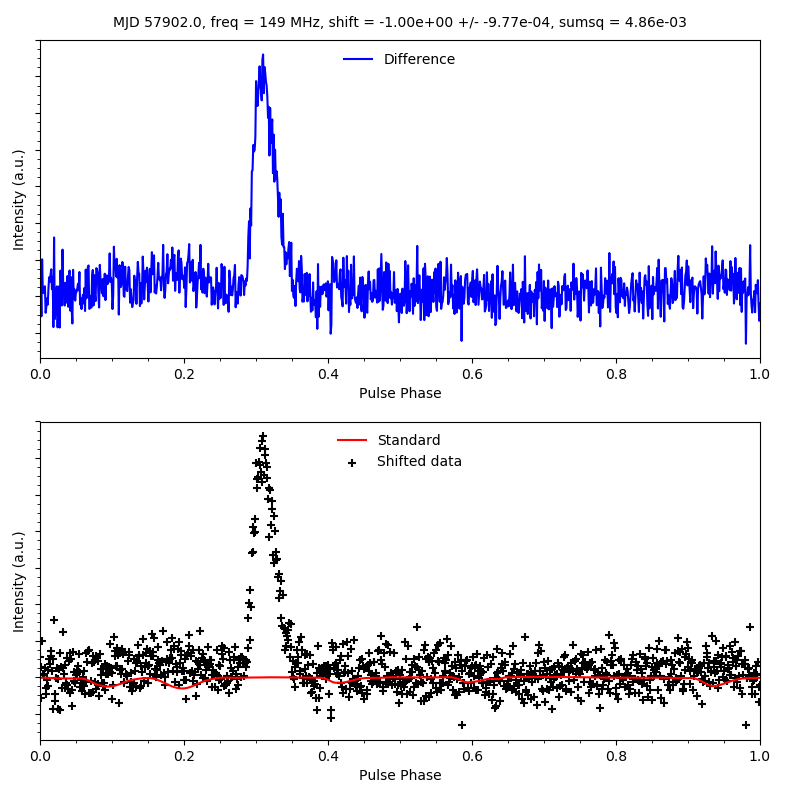 MJD 57902.0, freq = 149 MHz, shift = -1.00e+00 +/- -9.77e-04, sumsq = 4.86e-03
Difference
Intensity (a.u.)
0.0 0.2 0.4 0.6 0.8 1.0
Pulse Phase
Standard
Shifted data
Intensity (a.u.)
0.0 0.2 0.4 0.6 0.8 1.0
Pulse Phase